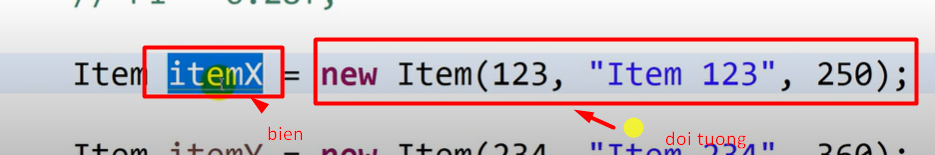 Item itemX = new Item(123, "Item 123", 250);
bien
doi tuong
Item itemY = new Item(234, "Item 234", 360);